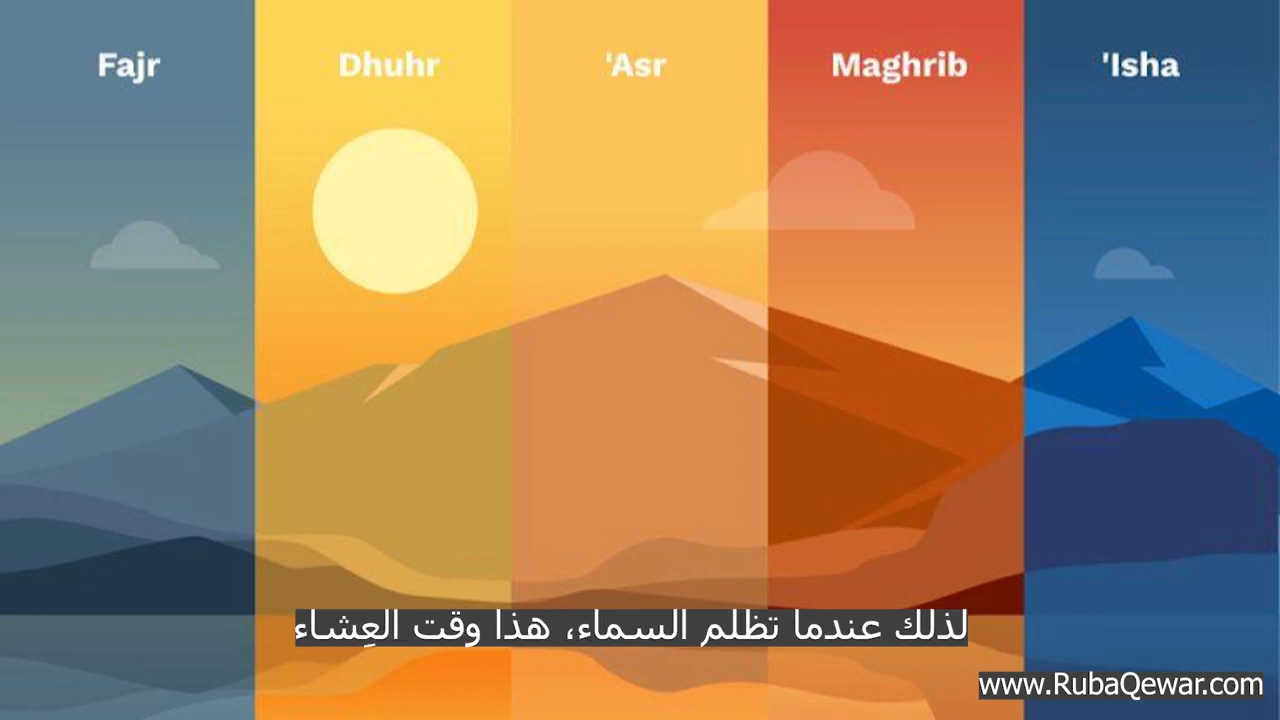 Fajr
Dhuhr
'Asr
Maghrib
'Isha
لذلك عندما تظلم السماء، هذا وقت العِشاء
www.RubaQewar.com